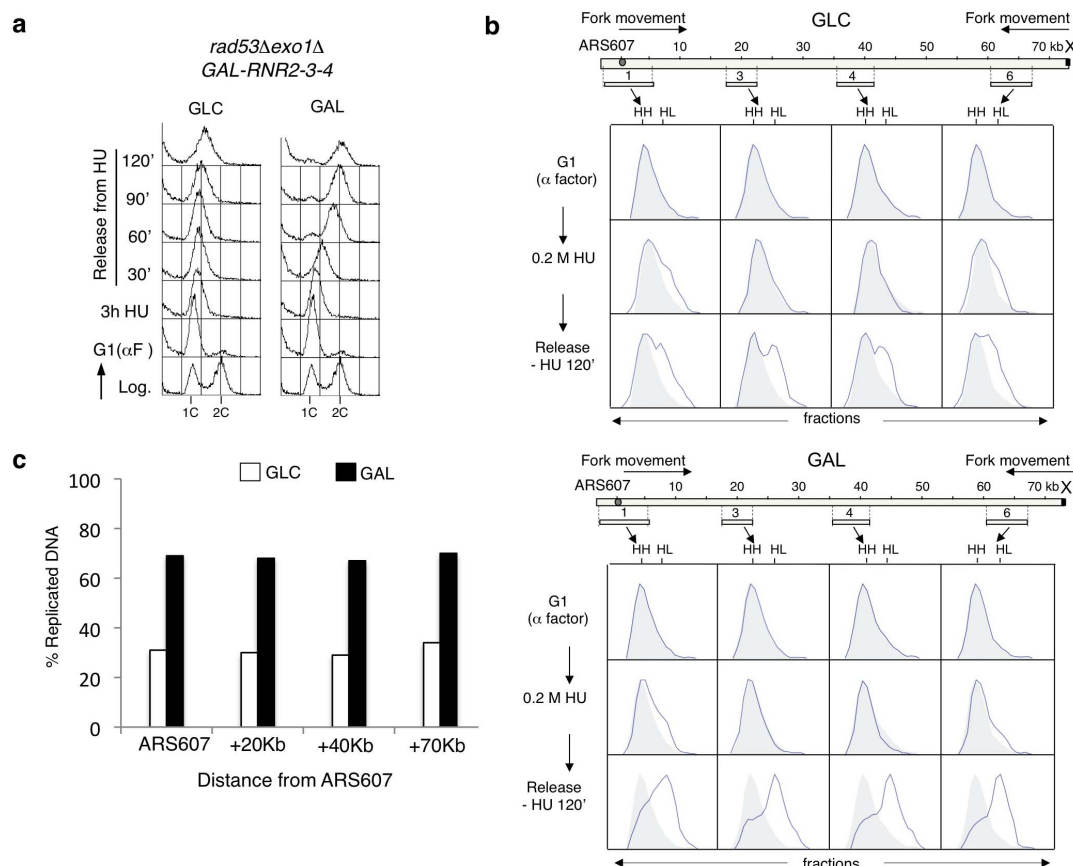 a
rad53Δexo1Δ
GAL-RNR2-3-4
GLC GAL
Release from HU
120'
90'
60'
30'
3h HU
G1(αF )
Log.
1C 2C 1C 2C
b
Fork movement GLC Fork movement
ARS607 10 20 30 40 50 60 70 kb X
1 3 4 6
HH HL HH HL HH HL HH HL
G1
(α factor)
0.2 M HU
Release
- HU 120'
fractions
Fork movement GAL Fork movement
ARS607 10 20 30 40 50 60 70 kb X
1 3 4 6
HH HL HH HL HH HL HH HL
G1
(α factor)
0.2 M HU
Release
- HU 120'
fractions
c
GLC GAL
% Replicated DNA
100
80
60
40
20
0
ARS607 +20Kb +40Kb +70Kb
Distance from ARS607